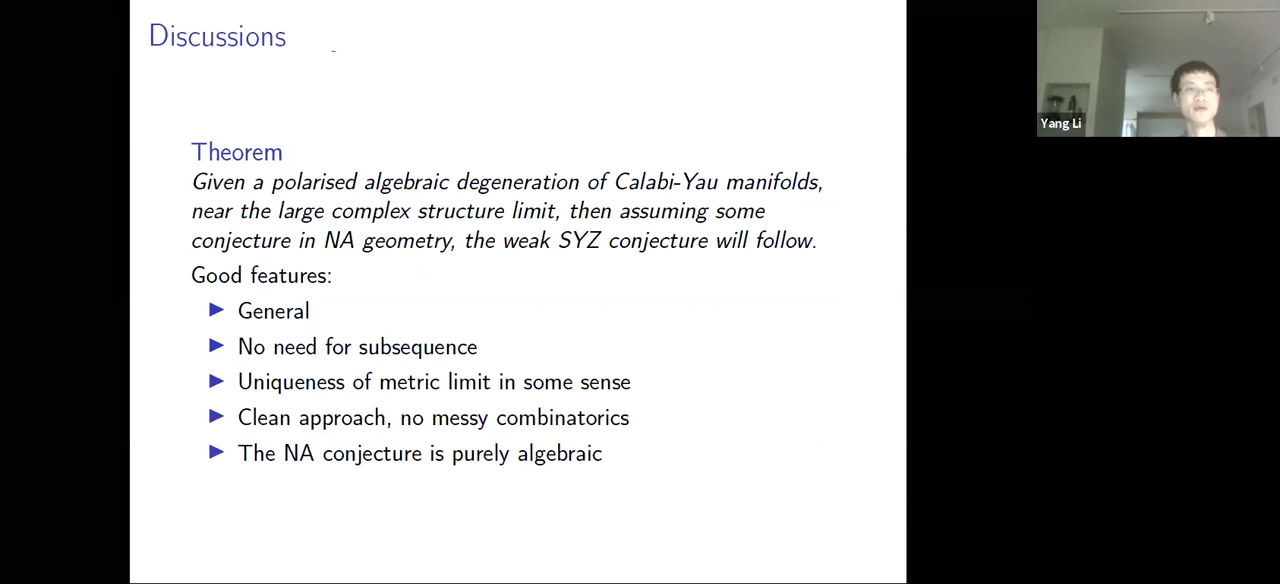 Discussions
Yang Li
Theorem
Given a polarised algebraic degeneration of Calabi-Yau manifolds,
near the large complex structure limit, then assuming some
conjecture in NA geometry, the weak SYZ conjecture will follow.
Good features:
▶ General
▶ No need for subsequence
▶ Uniqueness of metric limit in some sense
▶ Clean approach, no messy combinatorics
▶ The NA conjecture is purely algebraic